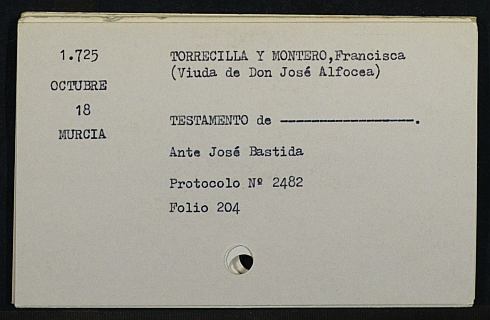 1.725
OCTUBRE
18
MURCIA
TORRECILLA Y MONTERO,Francisca
(Viuda de Don José Alfocea)
TESTAMENTO de -----------------.
Ante José Bastida
Protocolo Nº 2482
Folio 204